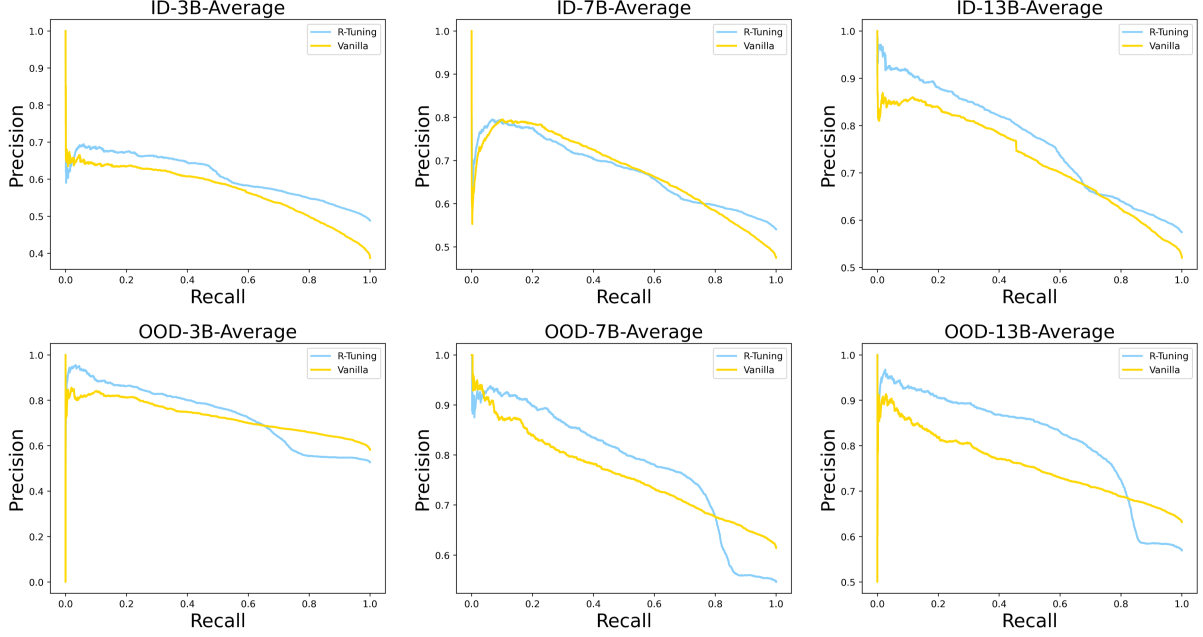 ID-3B-Average
Precision
1.0
0.9
0.8
0.7
0.6
0.5
0.4
0.0 0.2 0.4 0.6 0.8 1.0
Recall
R-Tuning
Vanilla
ID-7B-Average
Precision
1.0
0.9
0.8
0.7
0.6
0.5
0.0 0.2 0.4 0.6 0.8 1.0
Recall
R-Tuning
Vanilla
ID-13B-Average
Precision
1.0
0.9
0.8
0.7
0.6
0.5
0.0 0.2 0.4 0.6 0.8 1.0
Recall
R-Tuning
Vanilla
OOD-3B-Average
Precision
1.0
0.8
0.6
0.4
0.2
0.0
0.0 0.2 0.4 0.6 0.8 1.0
Recall
R-Tuning
Vanilla
OOD-7B-Average
Precision
1.0
0.9
0.8
0.7
0.6
0.0 0.2 0.4 0.6 0.8 1.0
Recall
R-Tuning
Vanilla
OOD-13B-Average
Precision
1.0
0.9
0.8
0.7
0.6
0.5
0.0 0.2 0.4 0.6 0.8 1.0
Recall
R-Tuning
Vanilla